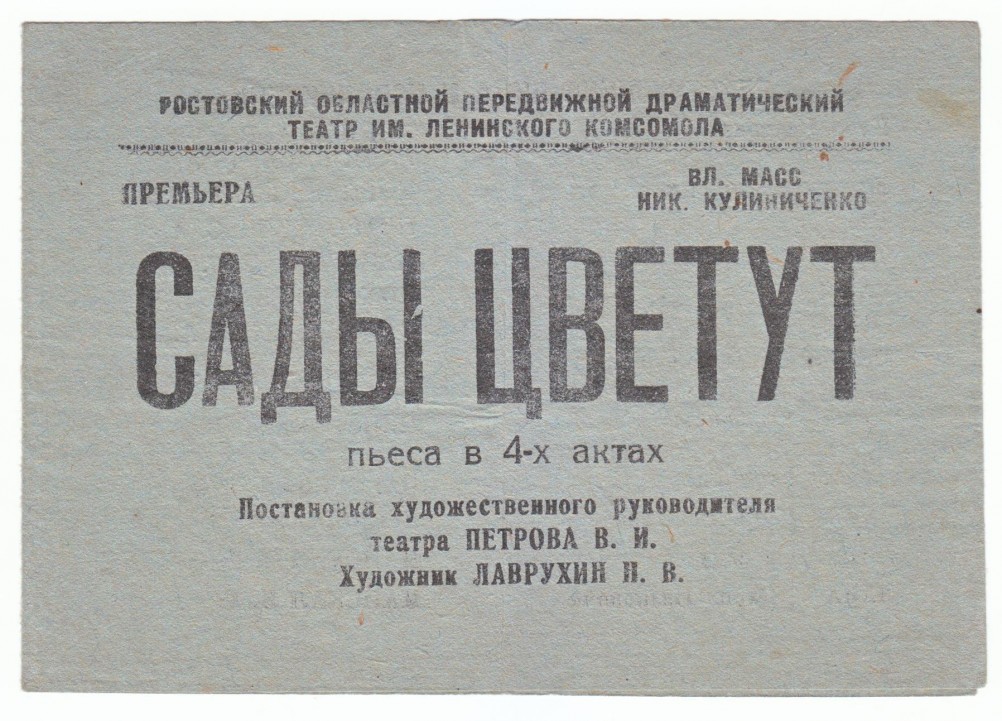 РОСТОВСКИЙ ОБЛАСТНОЙ ПЕРЕДВИЖНОЙ ДРАМАТИЧЕСКИЙ
ТЕАТР ИМ. ЛЕНИНСКОГО КОМСОМОЛА
ПРЕМЬЕРА
ВЛ. МАСС
НИК. КУЛИНИЧЕНКО
САДЫ ЦВЕТУТ
пьеса в 4-х актах
Постановка художественного руководителя
театра ПЕТРОВА В. И.
Художник ЛАВРУХИН Н. В.